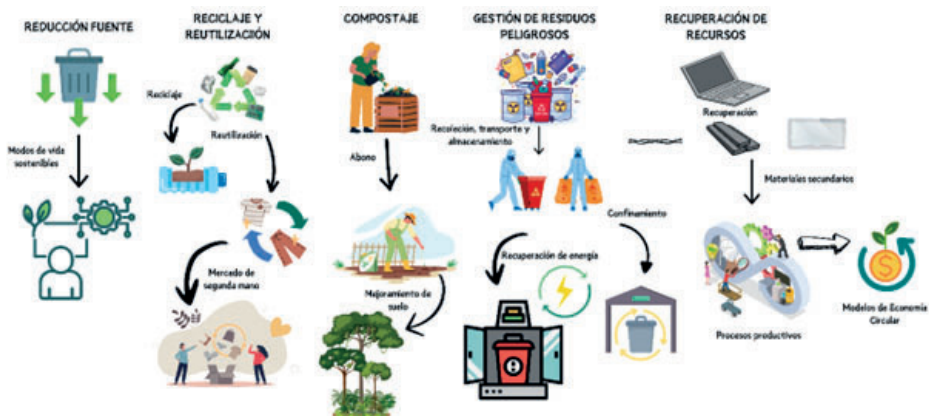 REDUCCIÓN FUENTE
Modos de vida
sostenibles
RECICLAJE Y
REUTILIZACIÓN
Reciclaje
Reutilización
Mercado de
segunda mano
COMPOSTAJE
Abono
Mejoramiento de
suelo
GESTIÓN DE RESIDUOS
PELIGROSOS
Recolección, transporte y
almacenamiento
Confinamiento
Recuperación de energía
RECUPERACIÓN DE
RECURSOS
Recuperación
Materiales secundarios
Procesos productivos
Modelos de Economía
Circular